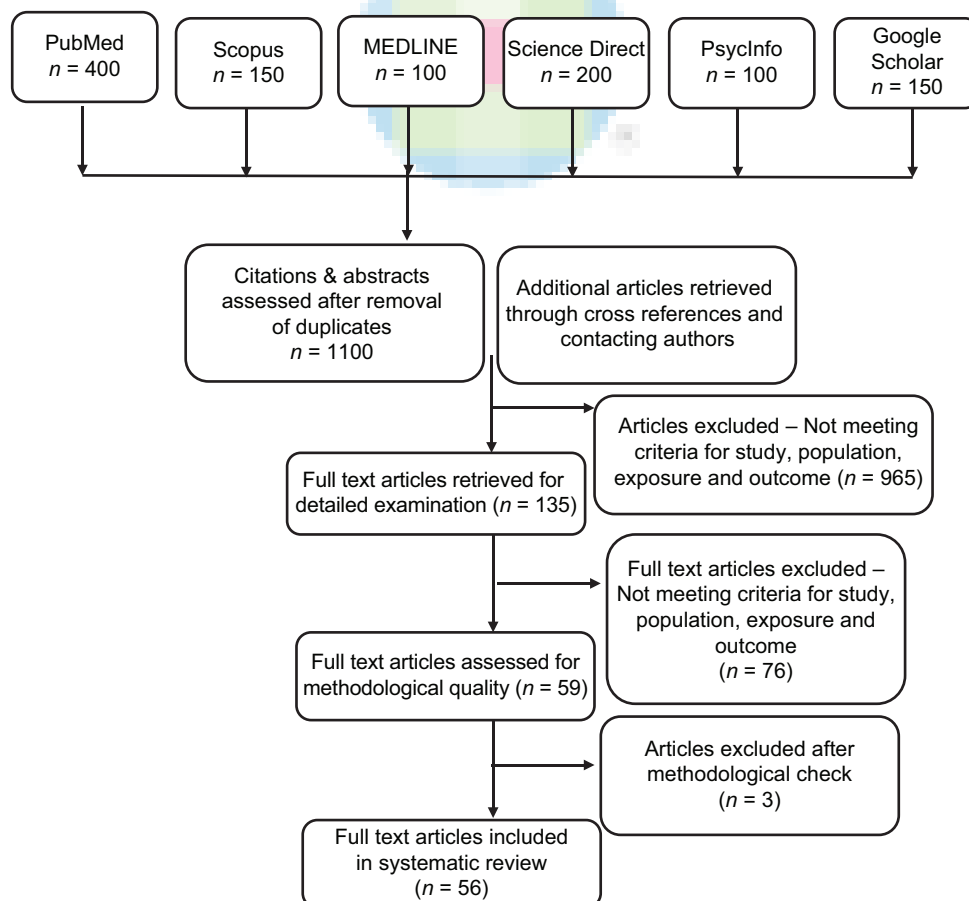 PubMed
n = 400
Scopus
n = 150
MEDLINE
n = 100
Science Direct
n = 200
PsycInfo
n = 100
Google
Scholar
n = 150
Citations & abstracts
assessed after removal
of duplicates
n = 1100
Additional articles retrieved
through cross references and
contacting authors
Articles excluded – Not meeting
criteria for study, population,
exposure and outcome (n = 965)
Full text articles retrieved for
detailed examination (n = 135)
Full text articles excluded –
Not meeting criteria for study,
population, exposure and
outcome
(n = 76)
Full text articles assessed for
methodological quality (n = 59)
Articles excluded after
methodological check
(n = 3)
Full text articles included
in systematic review
(n = 56)